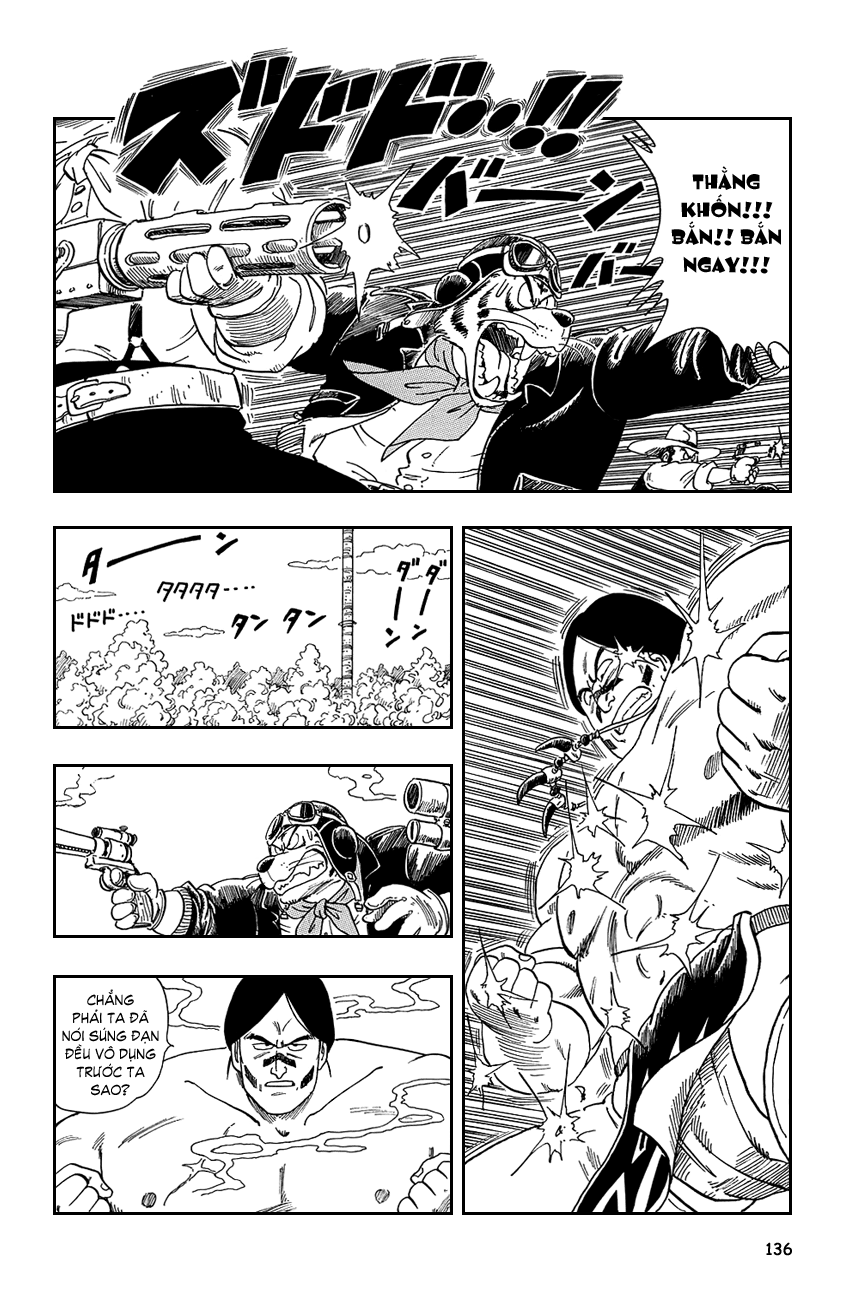 ズドドド・・!!
バーン
バー
THẰNG
KHỐN!!!
BẮN!! BẮN
NGAY!!!
ターン
タタタタ・・・・
ドドド・・・・
タン タン
ダーン
ダーン
CHẲNG
PHẢI TA ĐÃ
NÓI SÚNG ĐẠN
ĐỀU VÔ DỤNG
TRƯỚC TA
SAO?
136